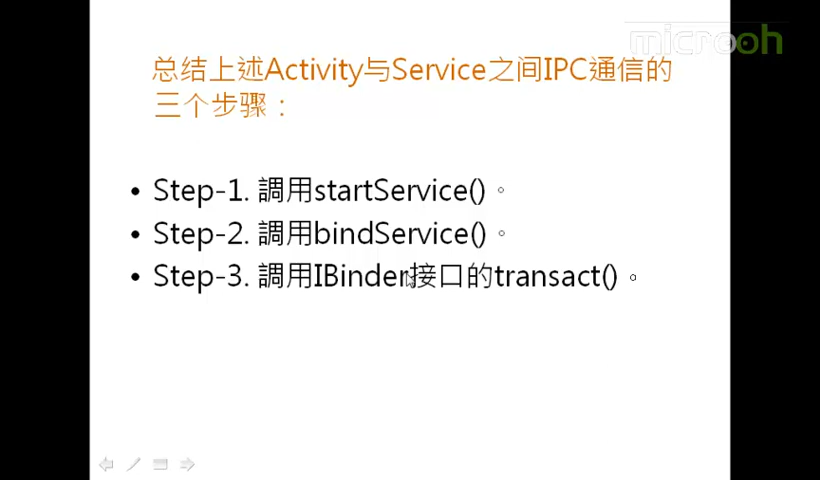 microoh
总结上述Activity与Service之间IPC通信的
三个步骤：
• Step-1. 調用startService()。
• Step-2. 調用bindService()。
• Step-3. 調用IBinder接口的transact()。